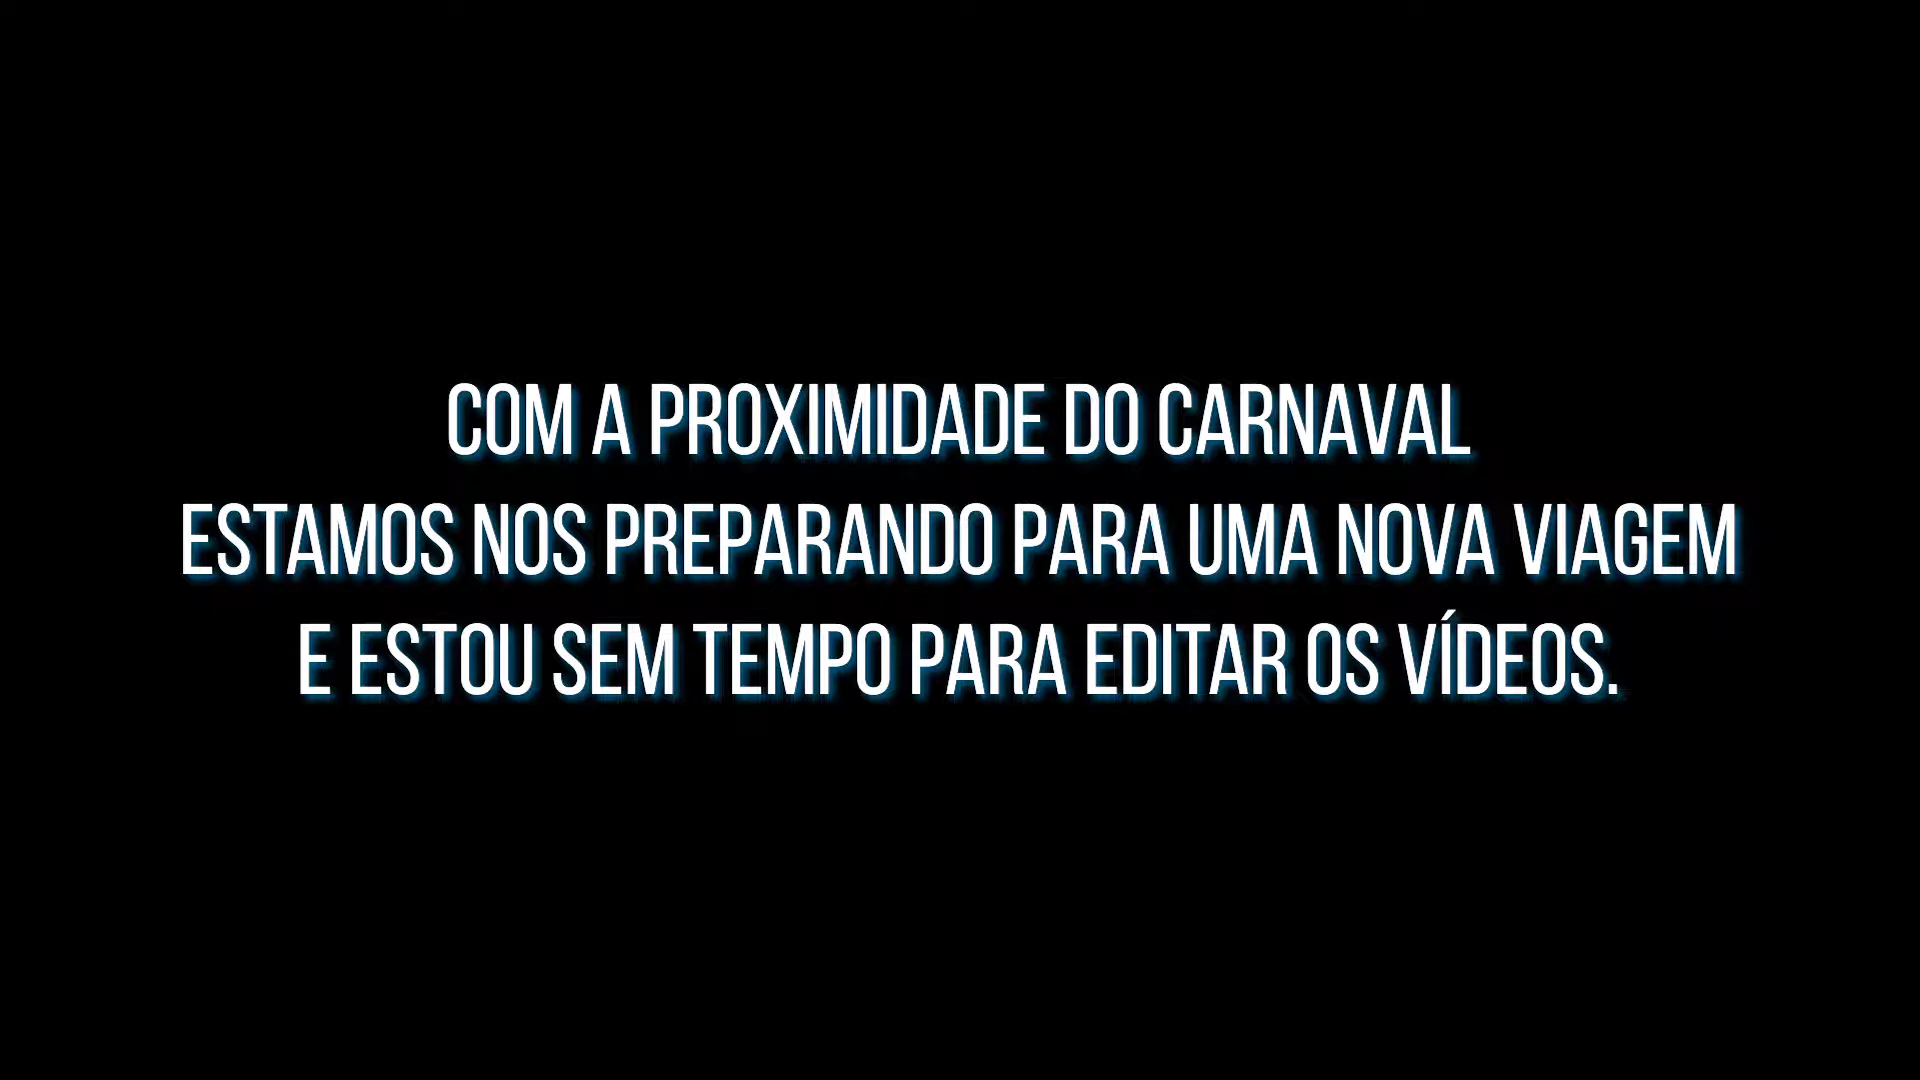 COM A PROXIMIDADE DO CARNAVAL
ESTAMOS NOS PREPARANDO PARA UMA NOVA VIAGEM
E ESTOU SEM TEMPO PARA EDITAR OS VÍDEOS.